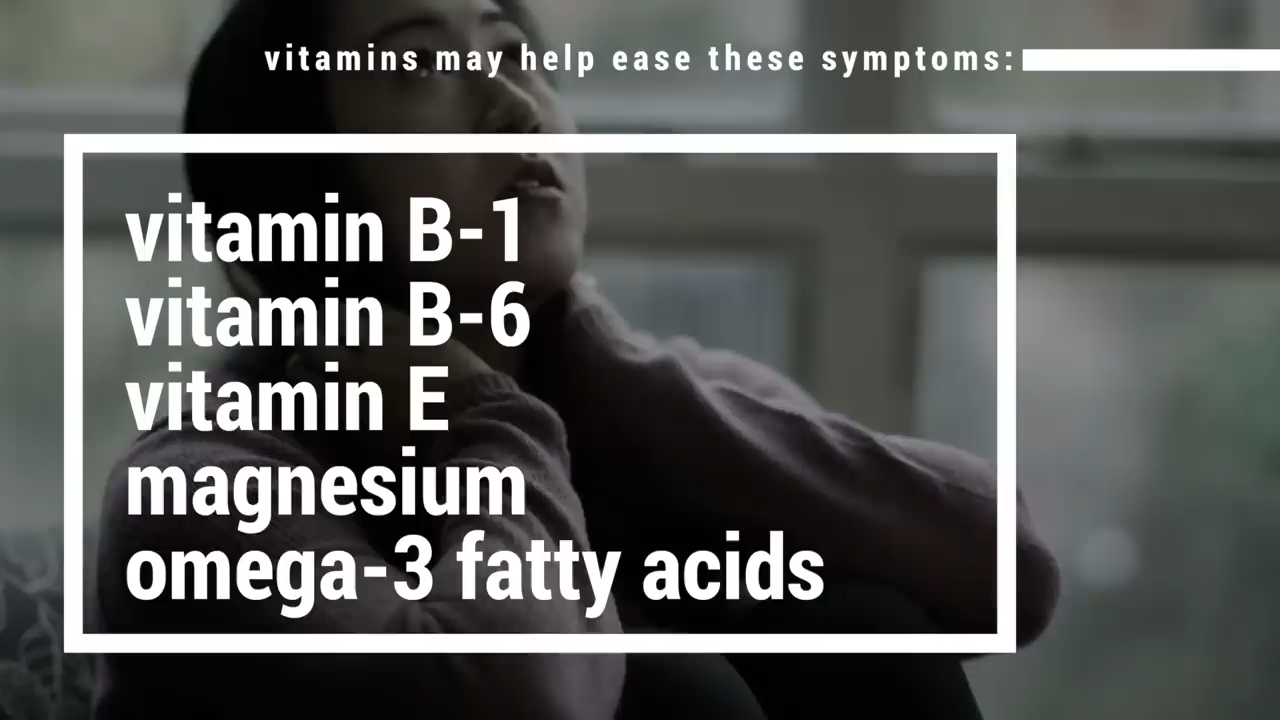 vitamins may help ease these symptoms:
vitamin B-1
vitamin B-6
vitamin E
magnesium
omega-3 fatty acids